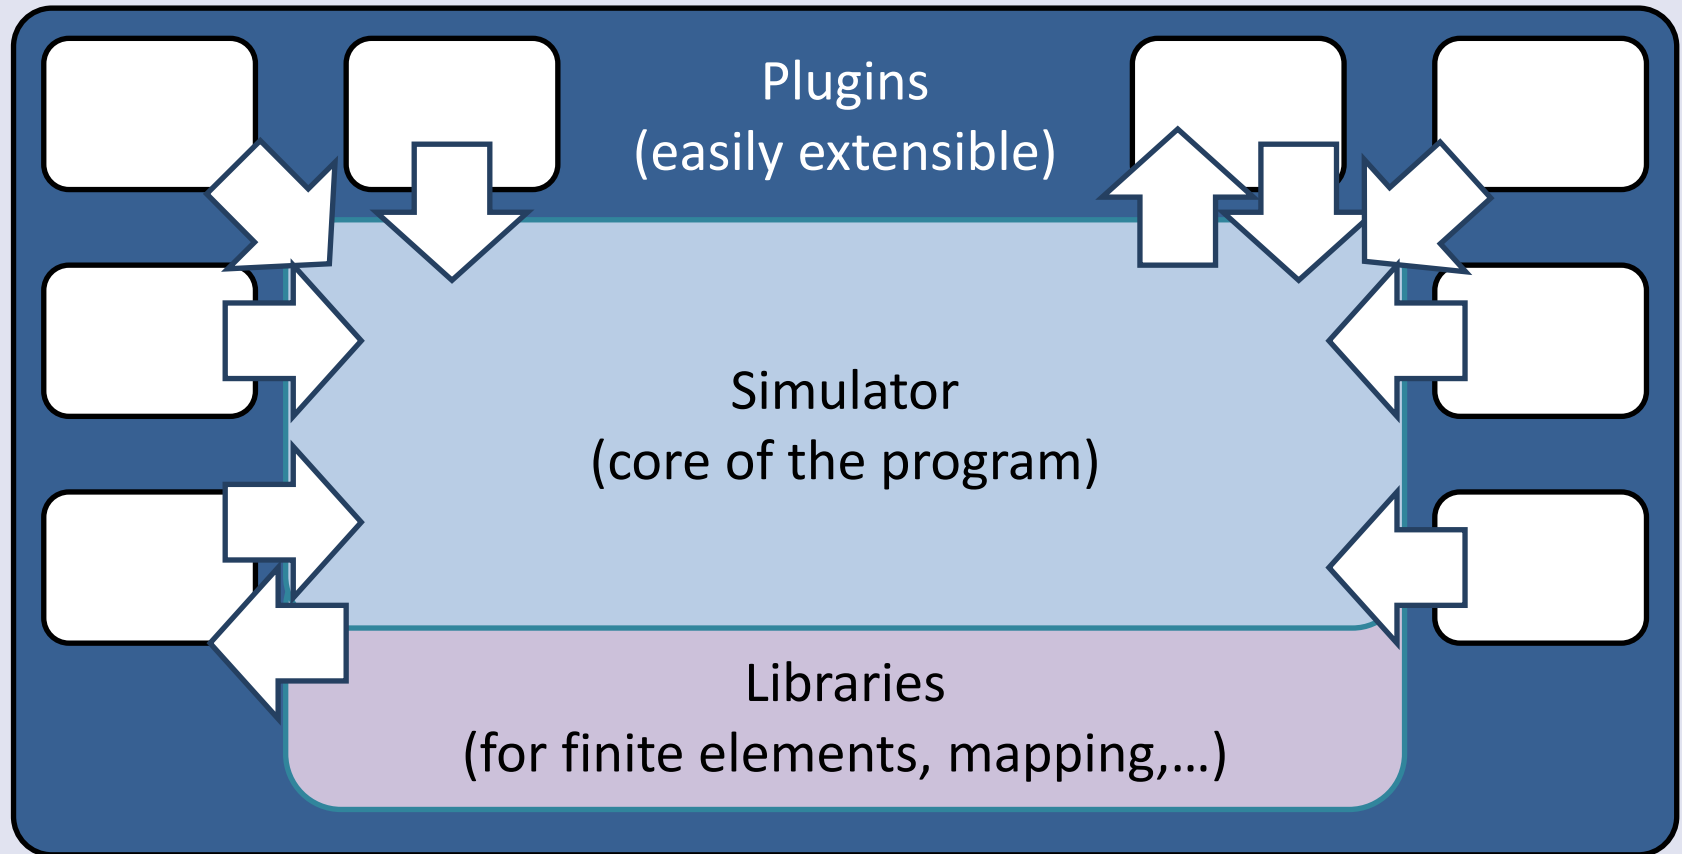 Plugins
(easily extensible)
Simulator
(core of the program)
Libraries
(for finite elements, mapping,…)